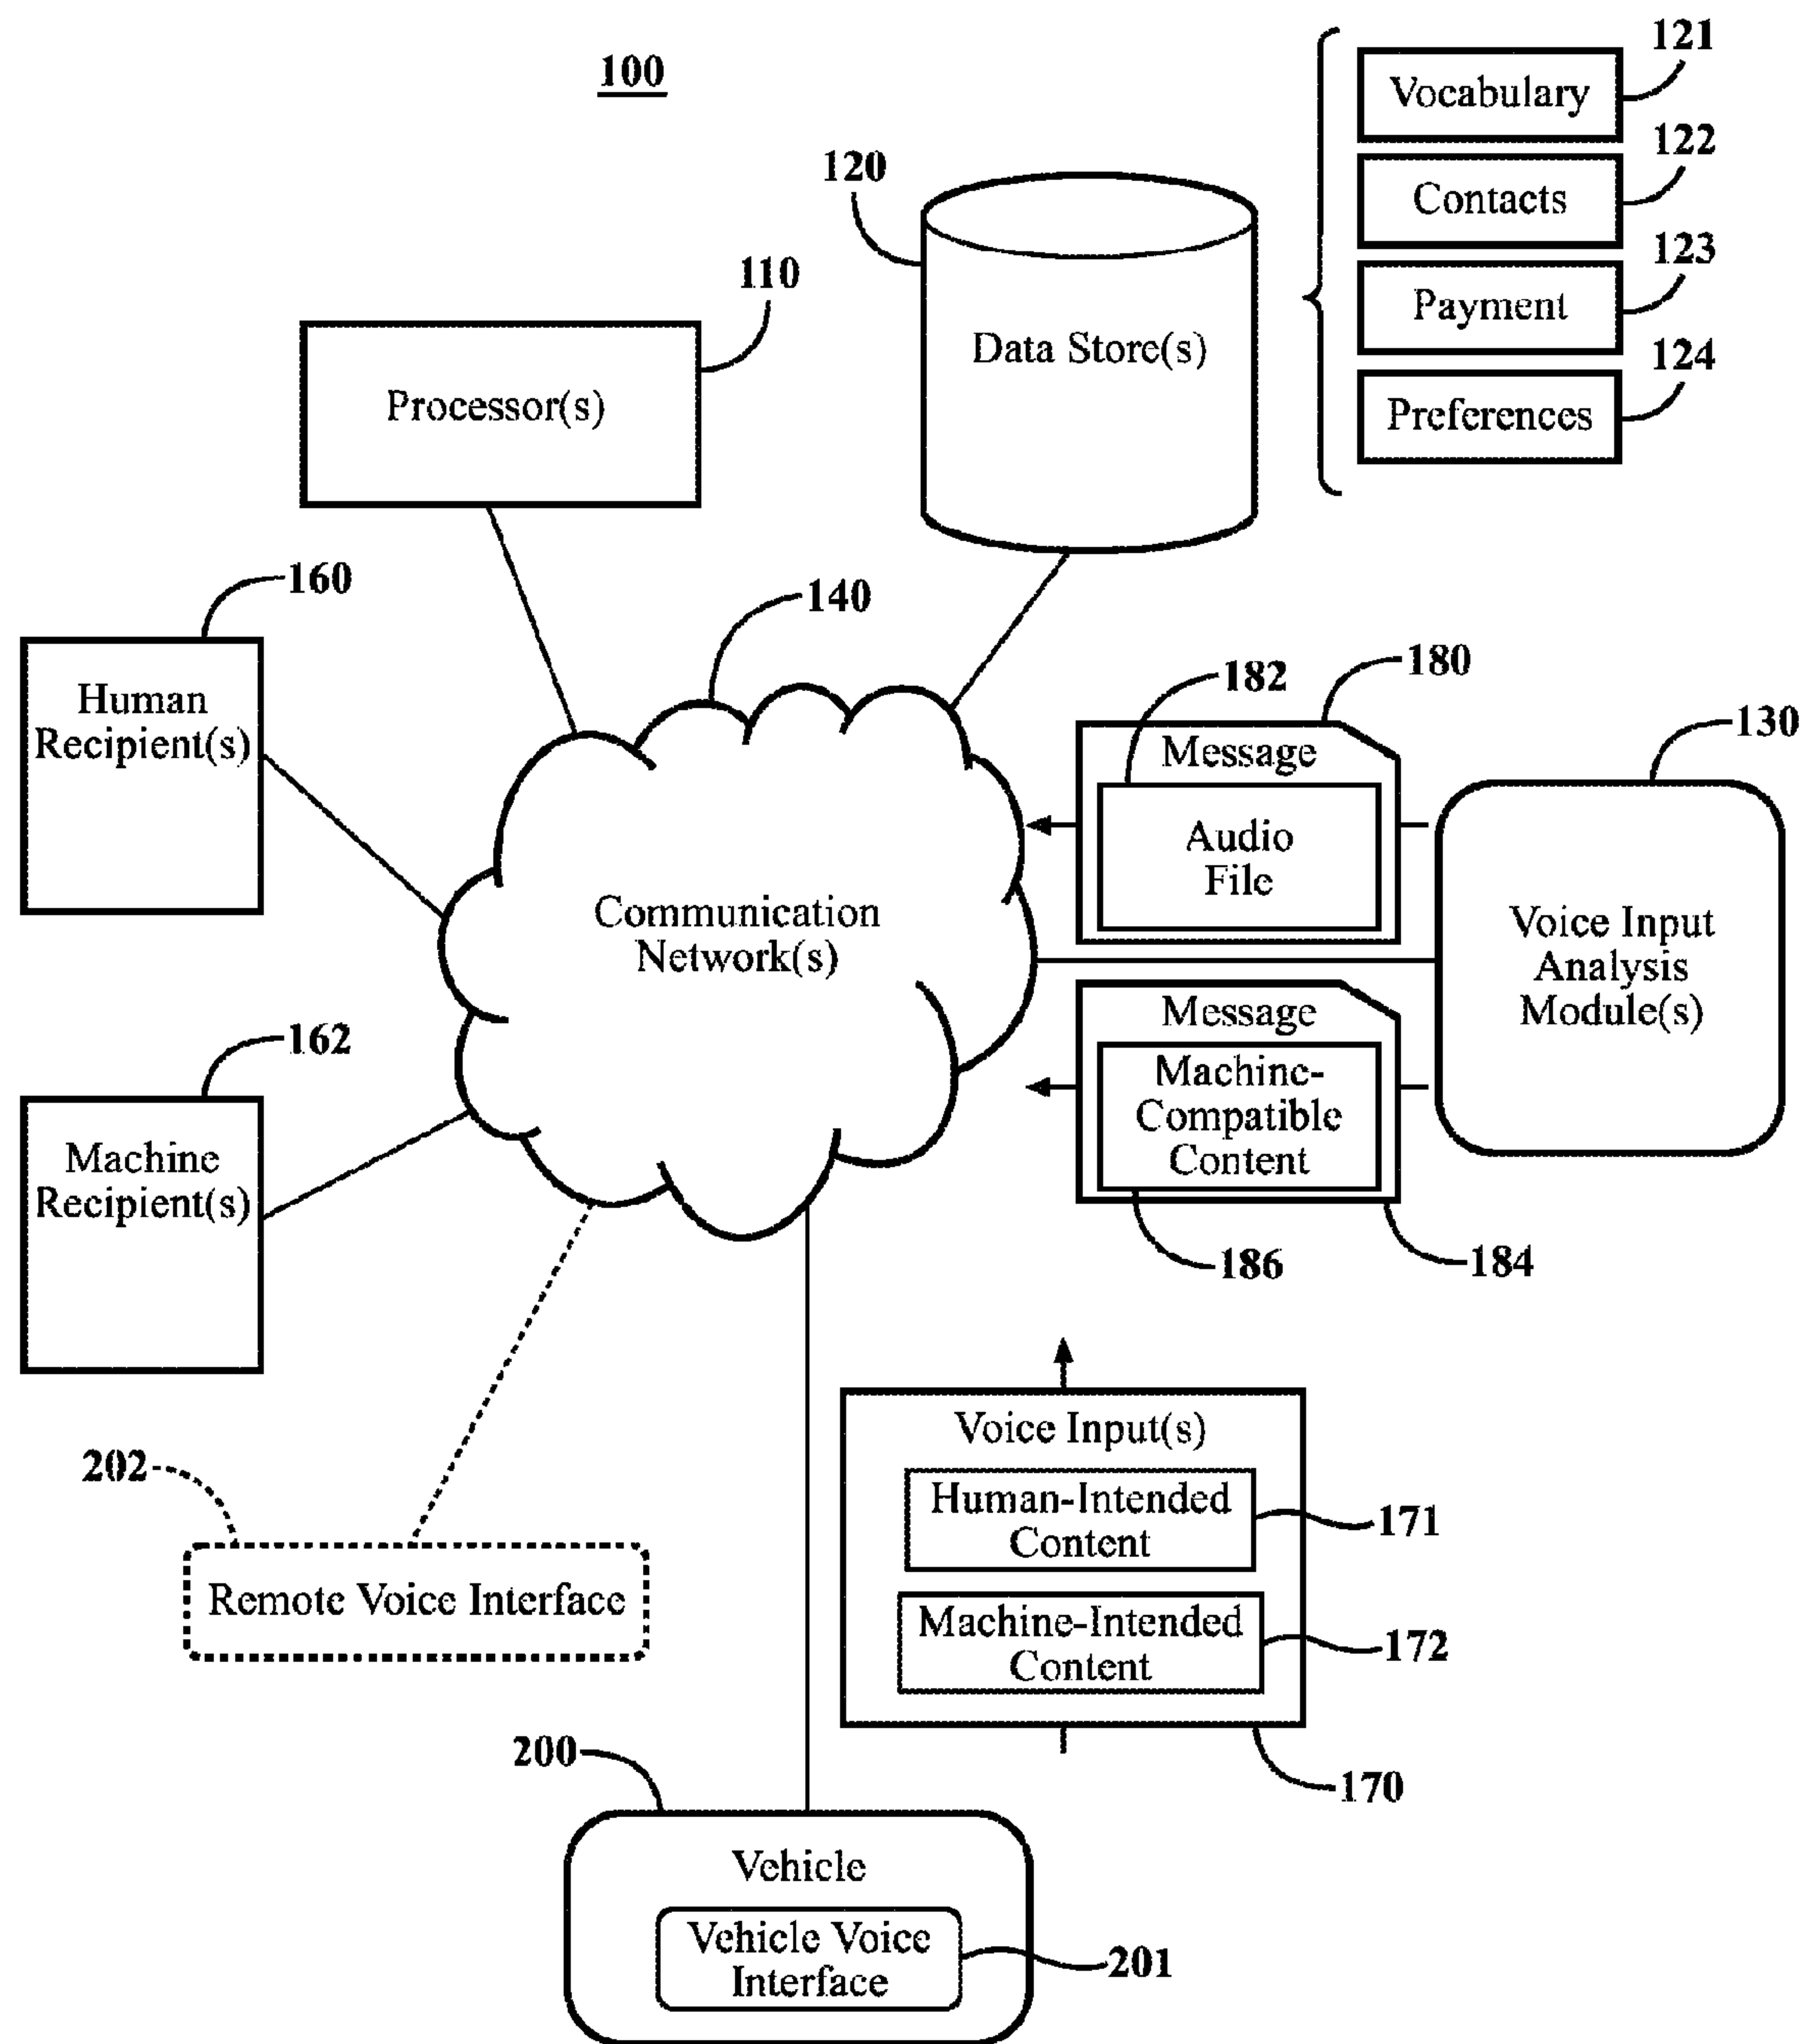 100
121
Vocabulary
122
Contacts
123
Payment
124
Preferences
120
Data Store(s)
110
Processor(s)
160
Human
Recipient(s)
140
Communication
Network(s)
182
180
Message
Audio
File
130
Voice Input
Analysis
Module(s)
Message
Machine-
Compatible
Content
186
184
162
Machine
Recipient(s)
202
Remote Voice Interface
Voice Input(s)
Human-Intended
Content
171
Machine-Intended
Content
172
170
200
Vehicle
Vehicle Voice
Interface
201